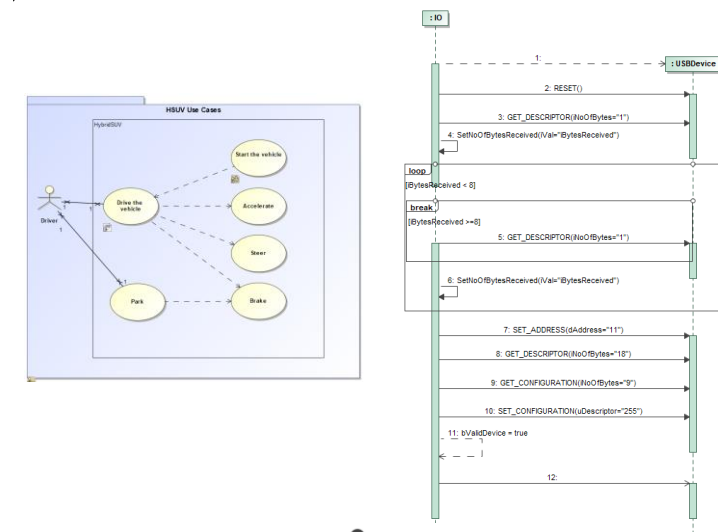 HSUV Use Cases
HybridSUV
Start the vehicle
Drive the
vehicle
Accelerate
Driver
Steer
Park
Brake
1
1
1
1
: IO
1:
: USBDevice
2: RESET()
3: GET_DESCRIPTOR(iNoOfBytes="1")
4: SetNoOfBytesReceived(iVal="iBytesReceived")
loop
[iBytesReceived < 8]
break
[iBytesReceived >=8]
5: GET_DESCRIPTOR(iNoOfBytes="1")
6: SetNoOfBytesReceived(iVal="iBytesReceived")
7: SET_ADDRESS(dAddress="11")
8: GET_DESCRIPTOR(iNoOfBytes="18")
9: GET_CONFIGURATION(iNoOfBytes="9")
10: SET_CONFIGURATION(uDescriptor="255")
11: bValidDevice = true
12: